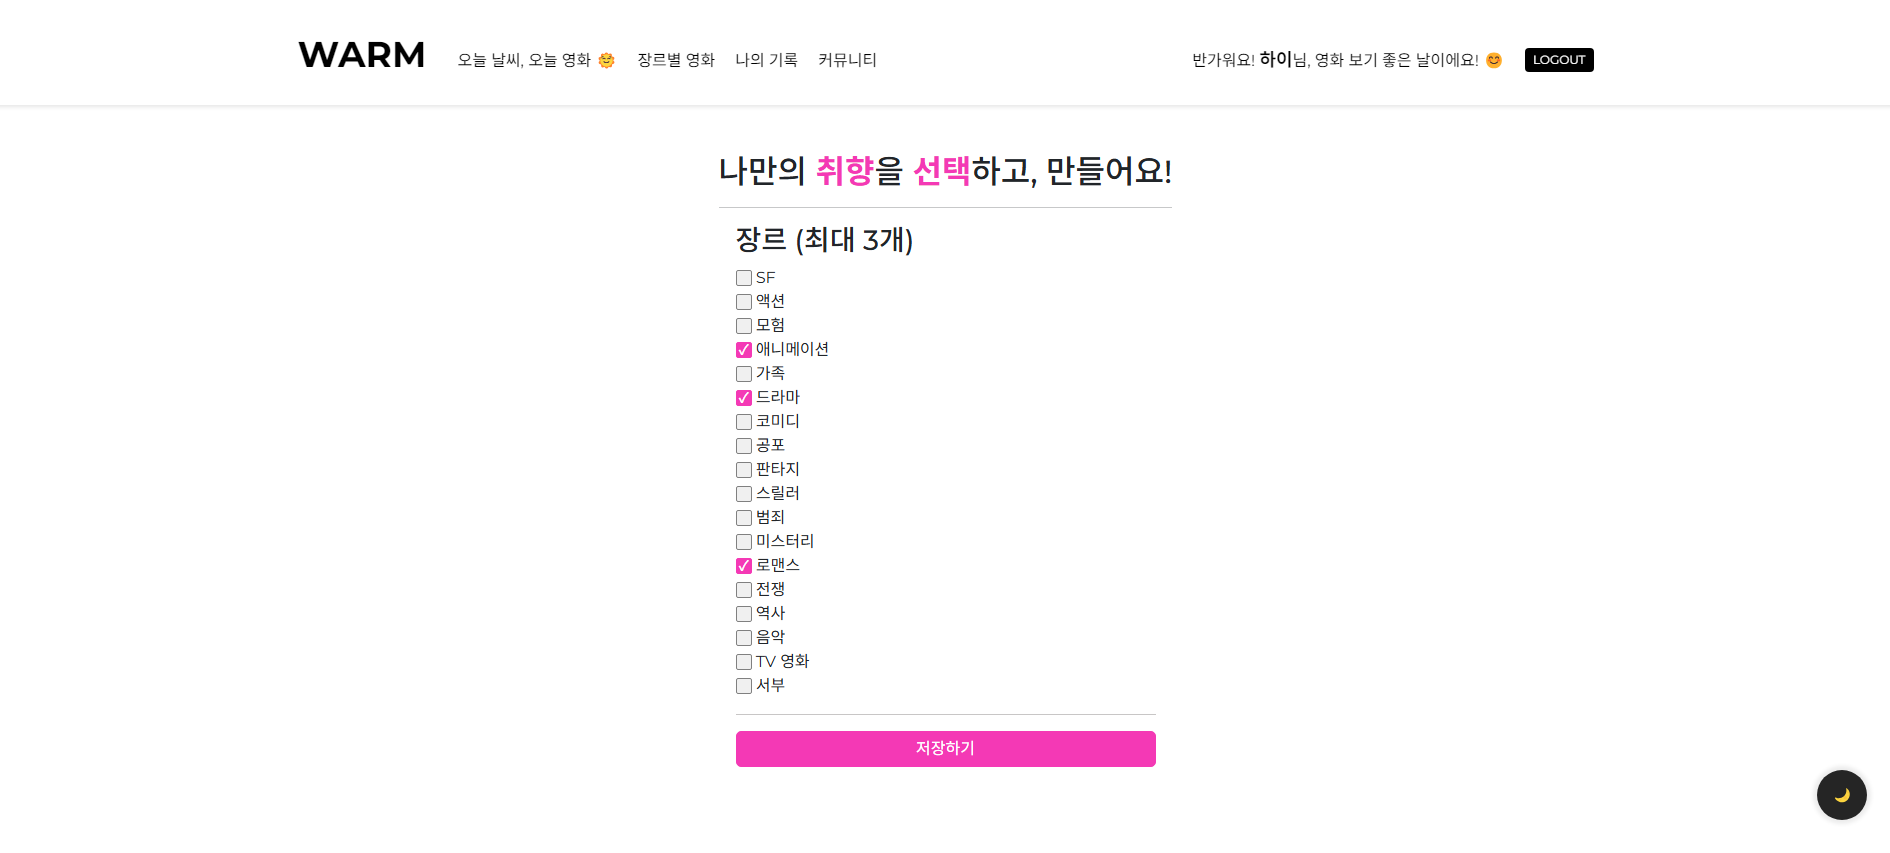 WARM
오늘 날씨, 오늘 영화 🌞 장르별 영화 나의 기록 커뮤니티
반가워요! 하이님, 영화 보기 좋은 날이에요! 😊 LOGOUT
나만의 취향을 선택하고, 만들어요!
장르 (최대 3개)
SF
액션
모험
애니메이션
가족
드라마
코미디
공포
판타지
스릴러
범죄
미스터리
로맨스
전쟁
역사
음악
TV 영화
서부
저장하기